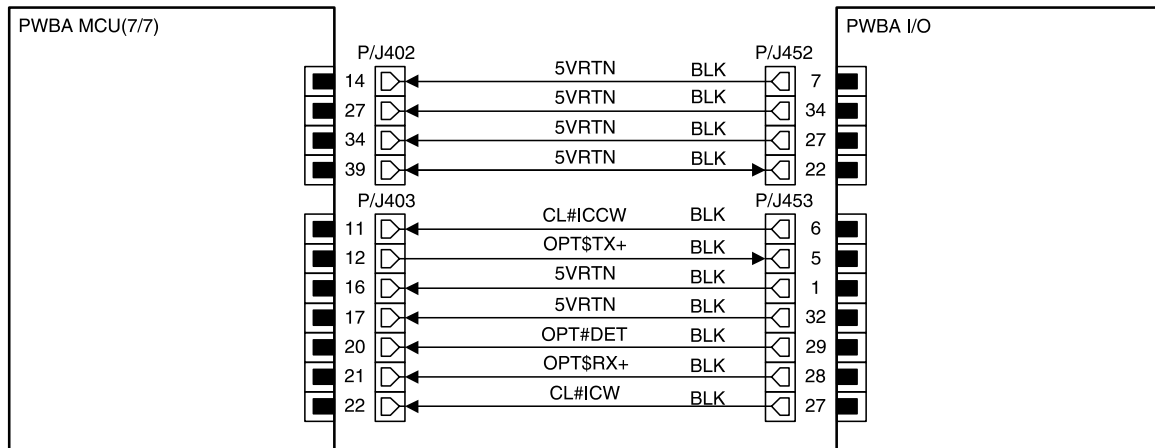 PWBA MCU(7/7) PWBA I/O
P/J402 P/J452
14 5VRTN BLK 7
27 5VRTN BLK 34
34 5VRTN BLK 27
39 5VRTN BLK 22
P/J403 P/J453
11 CL#ICCW BLK 6
12 OPT$TX+ BLK 5
16 5VRTN BLK 1
17 5VRTN BLK 32
20 OPT#DET BLK 29
21 OPT$RX+ BLK 28
22 CL#ICW BLK 27